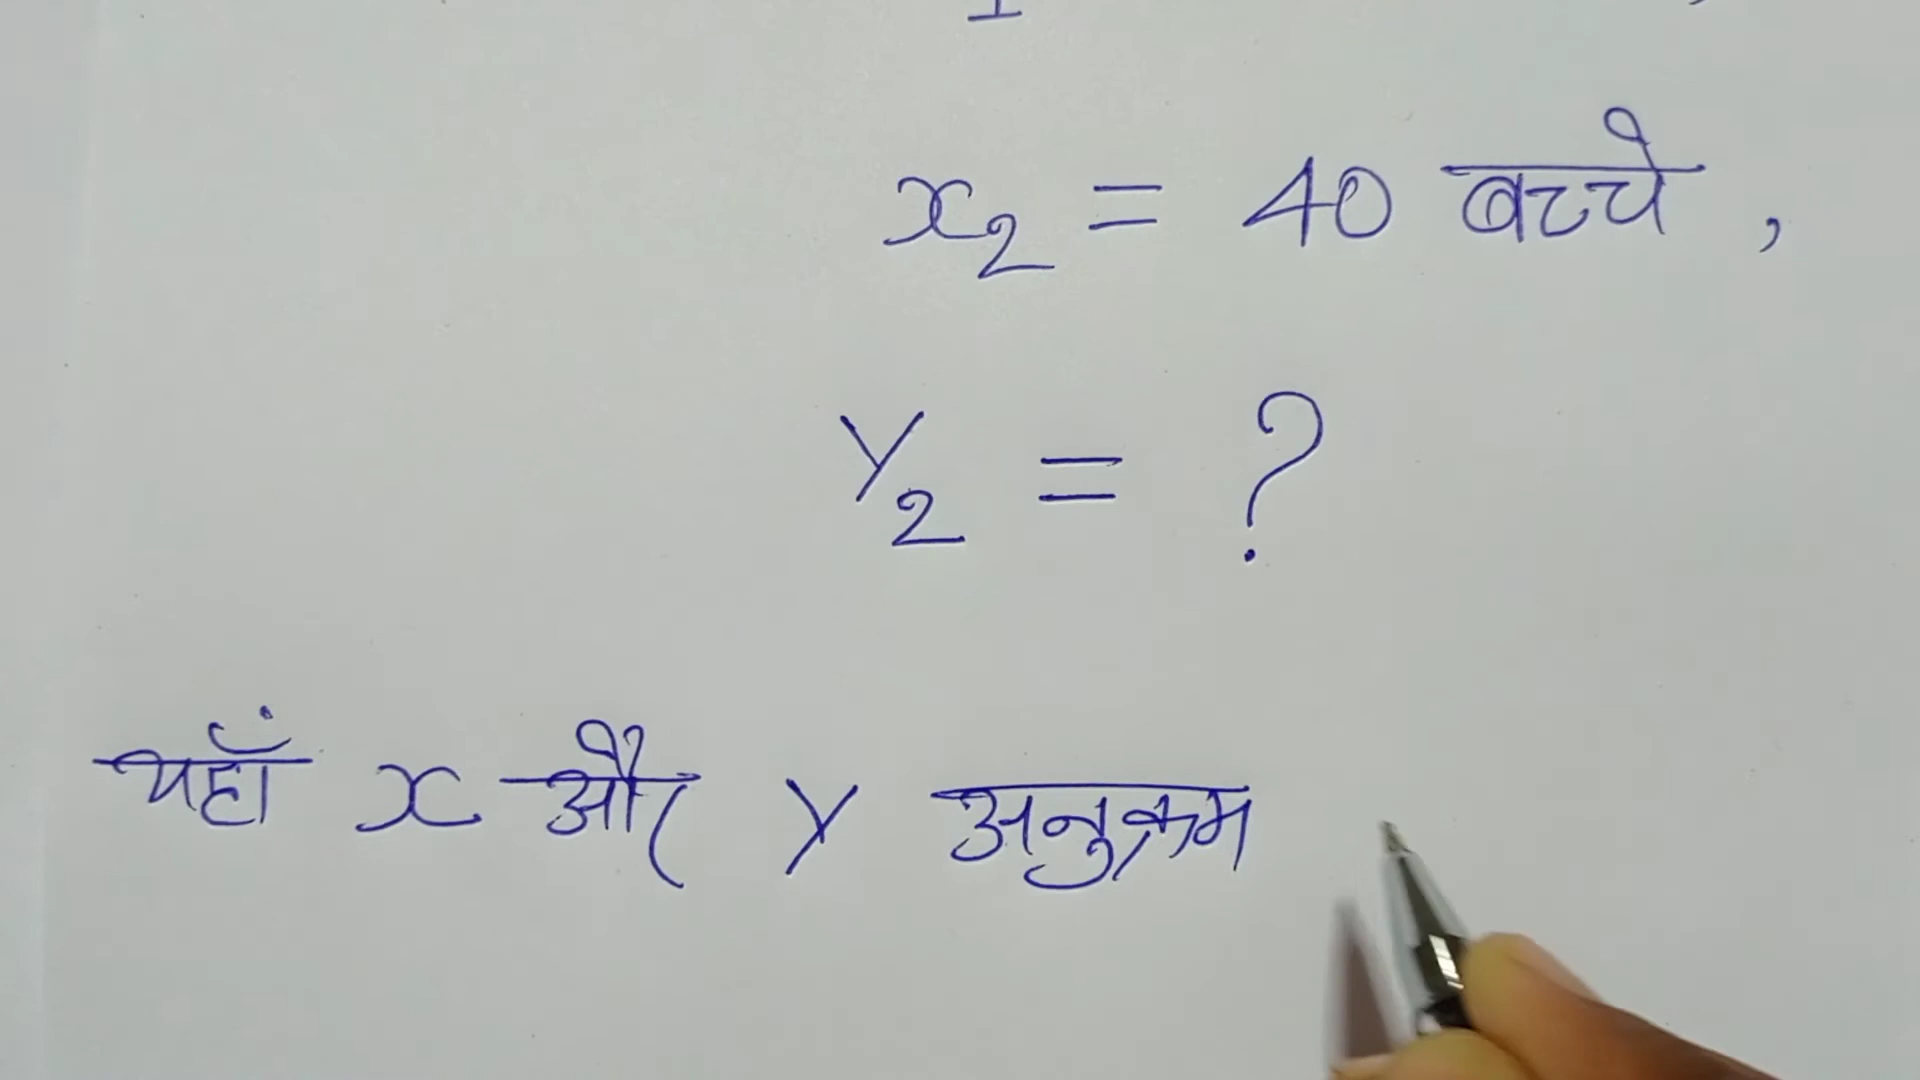 x₂ = 40 बच्चे ,
Y₂ = ?
यहाँ x और y अनुक्रम